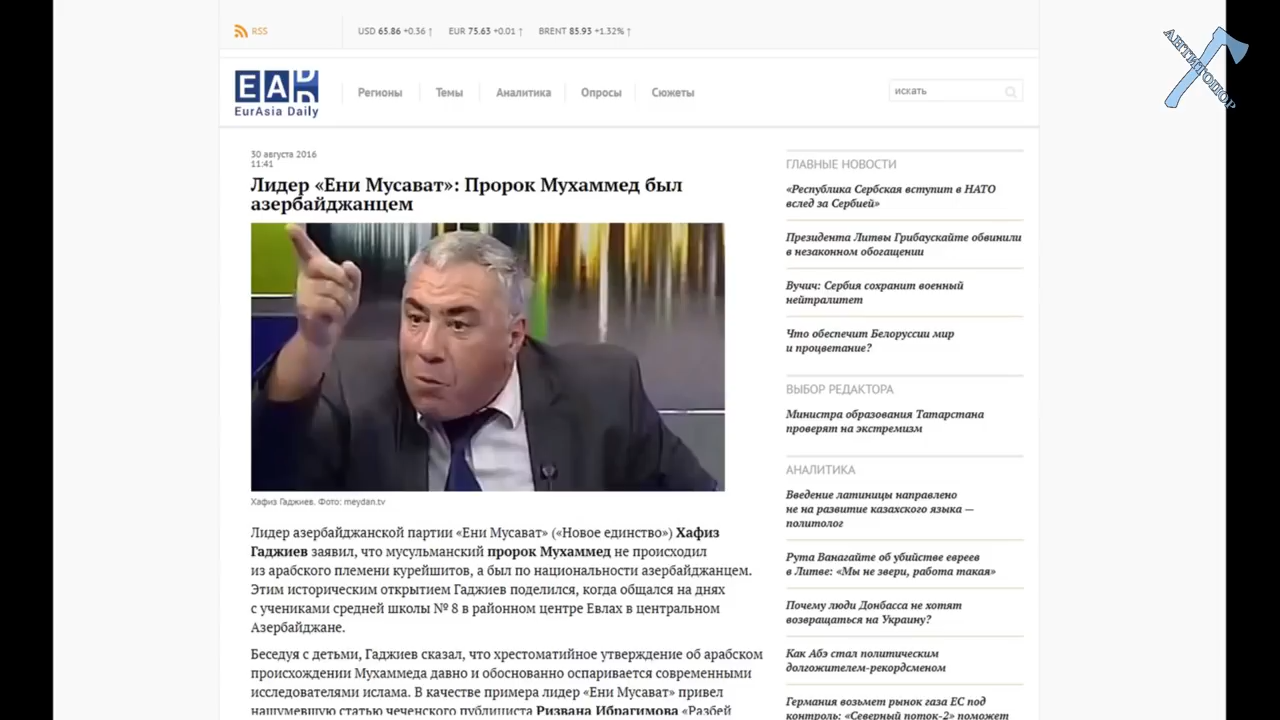 RSS
USD 65.86 +0.36 ↑ EUR 75.63 +0.01 ↑ BRENT 85.93 +1.32% ↑
АНТИТОПОР
EAD
EurAsia Daily
Регионы Темы Аналитика Опросы Сюжеты
искать
30 августа 2016
11:41
Лидер «Ени Мусават»: Пророк Мухаммед был
азербайджанцем
Хафиз Гаджиев. Фото: meydan.tv
Лидер азербайджанской партии «Ени Мусават» («Новое единство») Хафиз
Гаджиев заявил, что мусульманский пророк Мухаммед не происходил
из арабского племени курейшитов, а был по национальности азербайджанцем.
Этим историческим открытием Гаджиев поделился, когда общался на днях
с учениками средней школы № 8 в районном центре Евлах в центральном
Азербайджане.
Беседуя с детьми, Гаджиев сказал, что хрестоматийное утверждение об арабском
происхождении Мухаммеда давно и обоснованно оспаривается современными
исследователями ислама. В качестве примера лидер «Ени Мусават» привел
нашумевшую статью чеченского публициста Ризвана Ибрагимова «Разбей
ГЛАВНЫЕ НОВОСТИ
«Республика Сербская вступит в НАТО
вслед за Сербией»
Президента Литвы Грибаускайте обвинили
в незаконном обогащении
Вучич: Сербия сохранит военный
нейтралитет
Что обеспечит Белоруссии мир
и процветание?
ВЫБОР РЕДАКТОРА
Министра образования Татарстана
проверят на экстремизм
АНАЛИТИКА
Введение латиницы направлено
не на развитие казахского языка —
политолог
Рута Ванагайте об убийстве евреев
в Литве: «Мы не звери, работа такая»
Почему люди Донбасса не хотят
возвращаться на Украину?
Как Абэ стал политическим
долгожителем-рекордсменом
Германия возьмет рынок газа ЕС под
контроль: «Северный поток-2» поможет